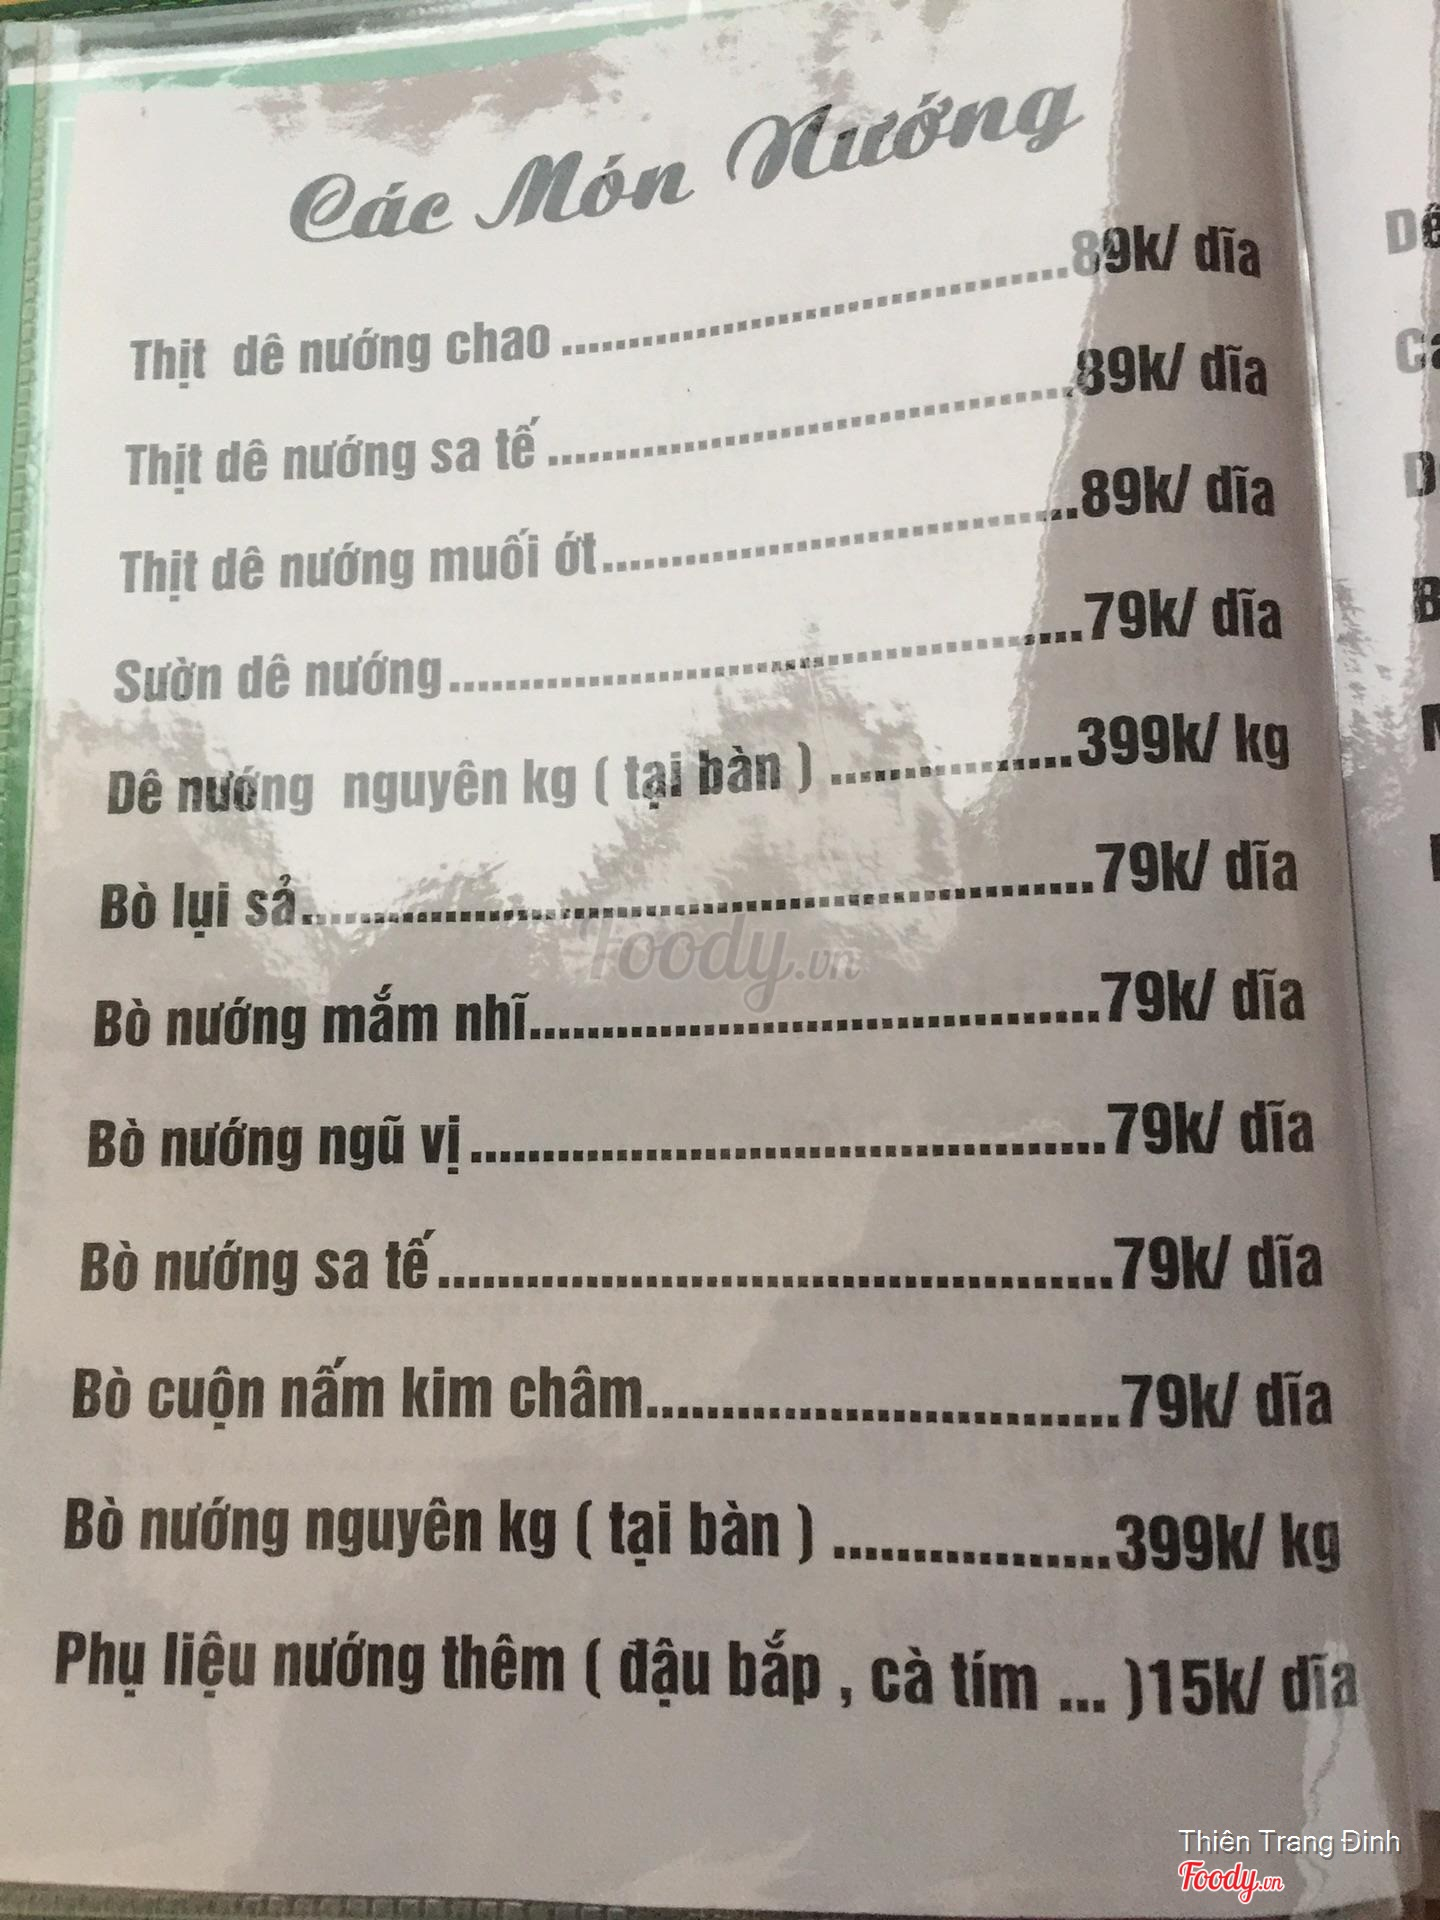 Các Món Nướng
Thịt dê nướng chao....................................89k/ dĩa
Thịt dê nướng sa tế....................................89k/ dĩa
Thịt dê nướng muối ớt..................................89k/ dĩa
Sườn dê nướng............................................79k/ dĩa
Dê nướng nguyên kg ( tại bàn ) ................399k/ kg
Bò lụi sả.......................................................79k/ dĩa
Foody.vn
Bò nướng mắm nhĩ.......................................79k/ dĩa
Bò nướng ngũ vị...........................................79k/ dĩa
Bò nướng sa tế.............................................79k/ dĩa
Bò cuộn nấm kim châm................................79k/ dĩa
Bò nướng nguyên kg ( tại bàn ) ..................399k/ kg
Phụ liệu nướng thêm ( đậu bắp , cà tím ... )15k/ dĩa
Thiên Trang Đinh
Foody.vn